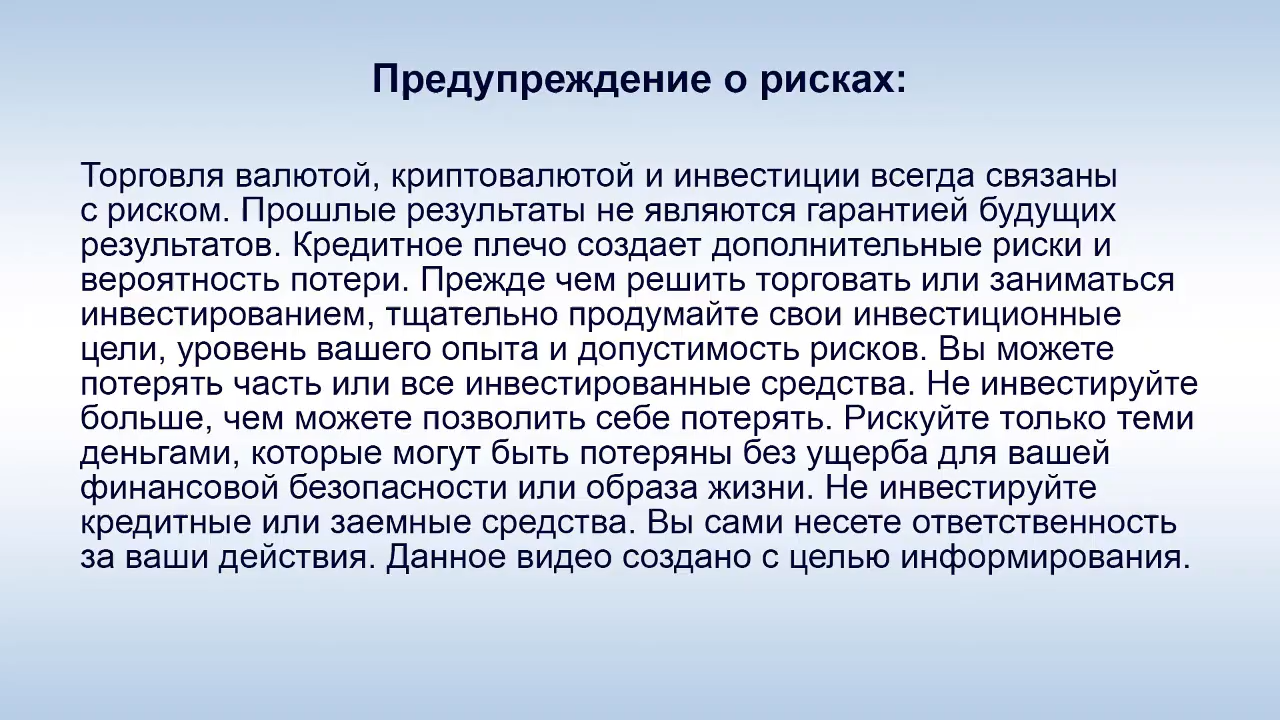 Предупреждение о рисках:
Торговля валютой, криптовалютой и инвестиции всегда связаны
с риском. Прошлые результаты не являются гарантией будущих
результатов. Кредитное плечо создает дополнительные риски и
вероятность потери. Прежде чем решить торговать или заниматься
инвестированием, тщательно продумайте свои инвестиционные
цели, уровень вашего опыта и допустимость рисков. Вы можете
потерять часть или все инвестированные средства. Не инвестируйте
больше, чем можете позволить себе потерять. Рискуйте только теми
деньгами, которые могут быть потеряны без ущерба для вашей
финансовой безопасности или образа жизни. Не инвестируйте
кредитные или заемные средства. Вы сами несете ответственность
за ваши действия. Данное видео создано с целью информирования.